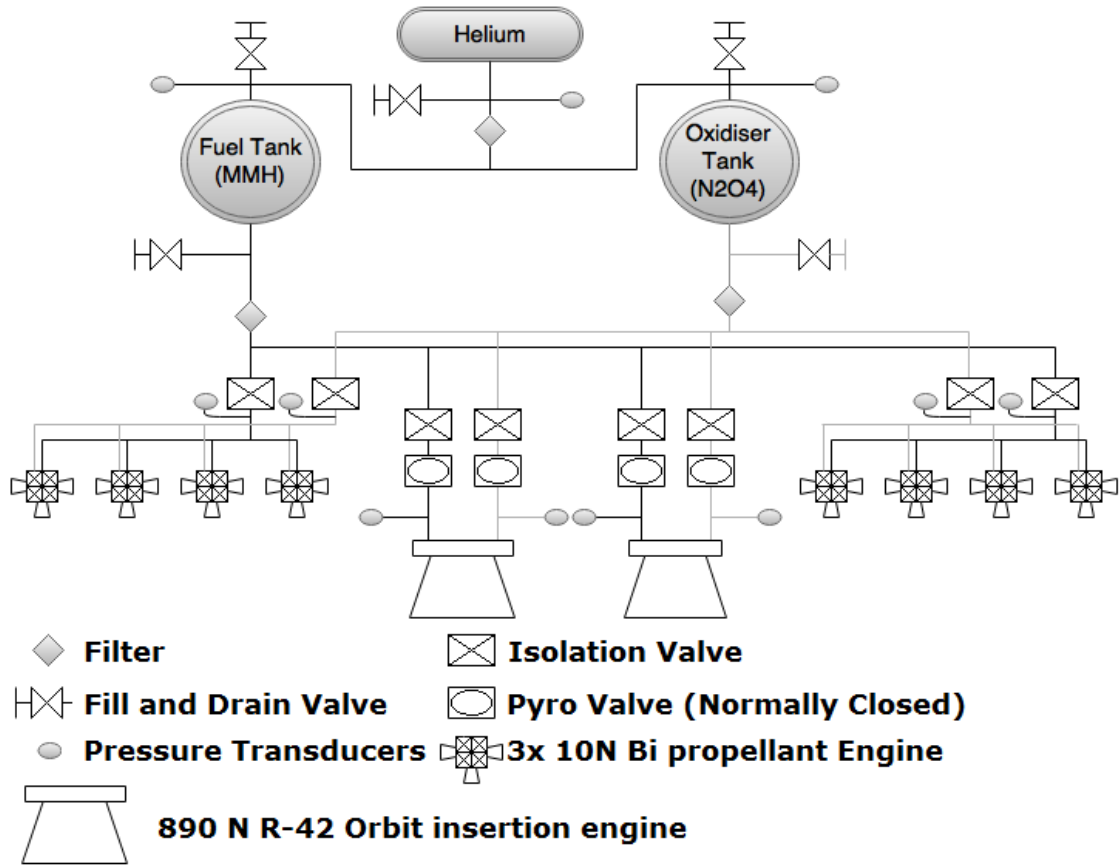 Helium
Fuel Tank
(MMH)
Oxidiser
Tank
(N2O4)
Filter
Isolation Valve
Fill and Drain Valve
Pyro Valve (Normally Closed)
Pressure Transducers
3x 10N Bi propellant Engine
890 N R-42 Orbit insertion engine